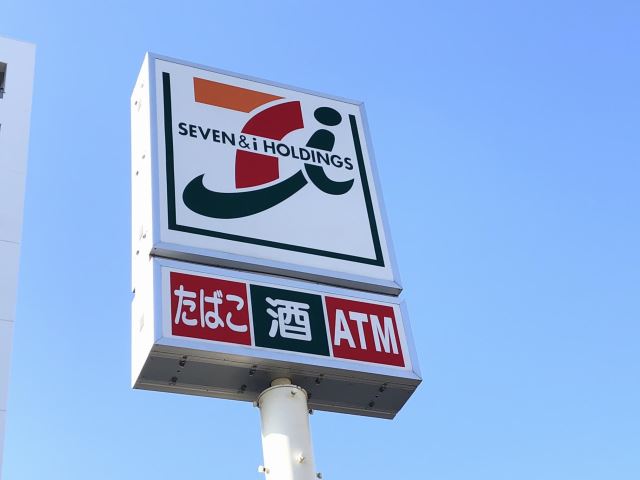 SEVEN & i HOLDINGS
たばこ 酒 ATM